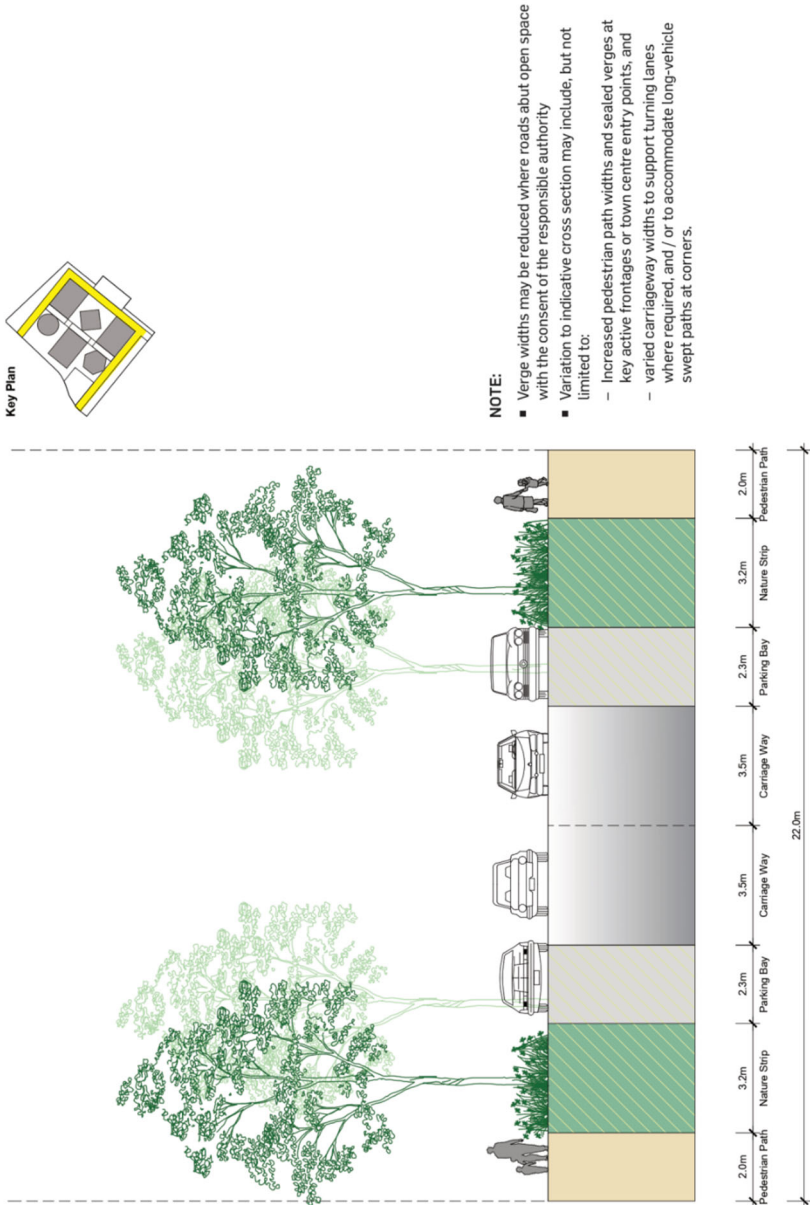 Key Plan
NOTE:
■ Verge widths may be reduced where roads abut open space
with the consent of the responsible authority
■ Variation to indicative cross section may include, but not
limited to:
– Increased pedestrian path widths and sealed verges at
key active frontages or town centre entry points, and
– varied carriageway widths to support turning lanes
where required, and / or to accommodate long-vehicle
swept paths at corners.
2.0m 3.2m 2.3m 3.5m 3.5m 2.3m 3.2m 2.0m
Pedestrian Path Nature Strip Parking Bay Carriage Way Carriage Way Parking Bay Nature Strip Pedestrian Path
22.0m